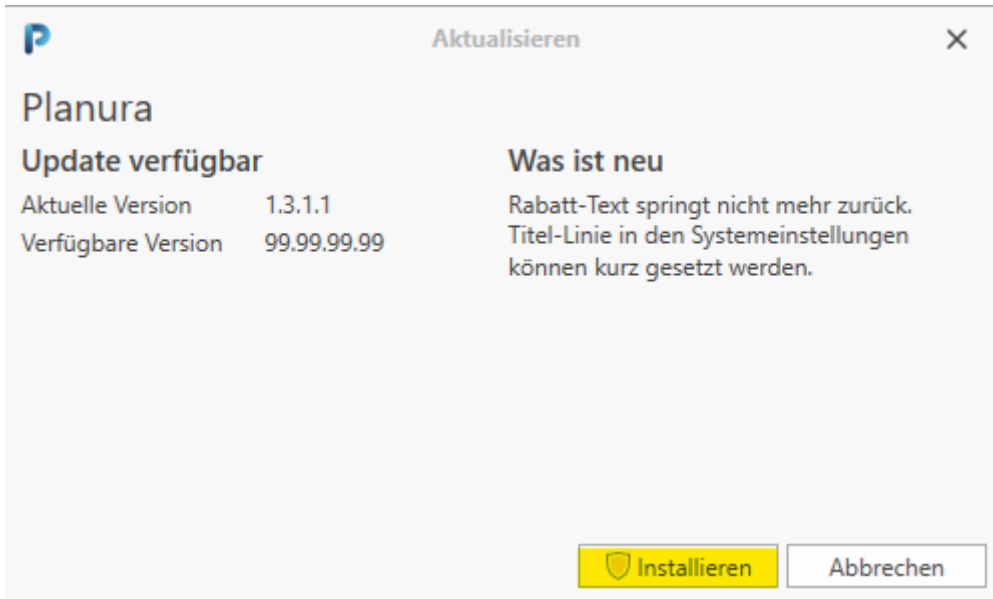 Aktualisieren
Planura
Update verfügbar
Aktuelle Version 1.3.1.1
Verfügbare Version 99.99.99.99
Was ist neu
Rabatt-Text springt nicht mehr zurück.
Titel-Linie in den Systemeinstellungen
können kurz gesetzt werden.
Installieren
Abbrechen